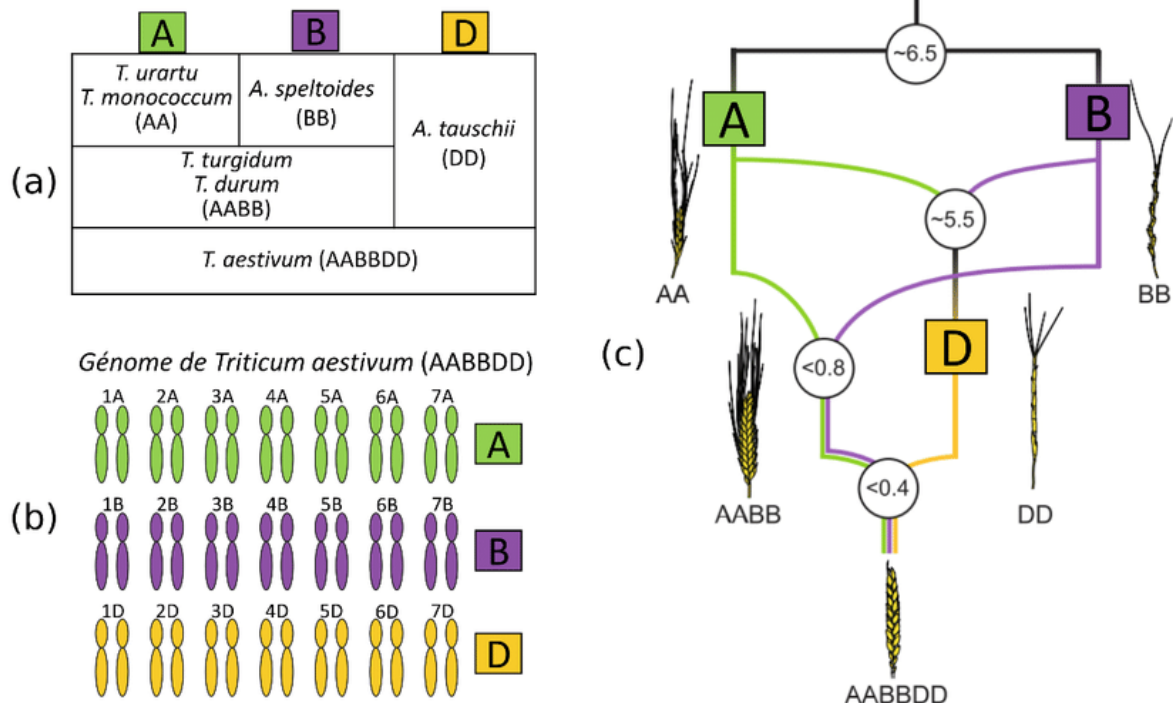 A B D
T. urartu
T. monococcum
(AA)
A. speltoides
(BB)
A. tauschii
(DD)
T. turgidum
T. durum
(AABB)
T. aestivum (AABBDD)
(a)
Génome de Triticum aestivum (AABBDD)
1A 2A 3A 4A 5A 6A 7A
A
(b)
1B 2B 3B 4B 5B 6B 7B
B
1D 2D 3D 4D 5D 6D 7D
D
(c)
~6.5
A B
~5.5
AA BB
D
<0.8
<0.4
AABB DD
AABBDD